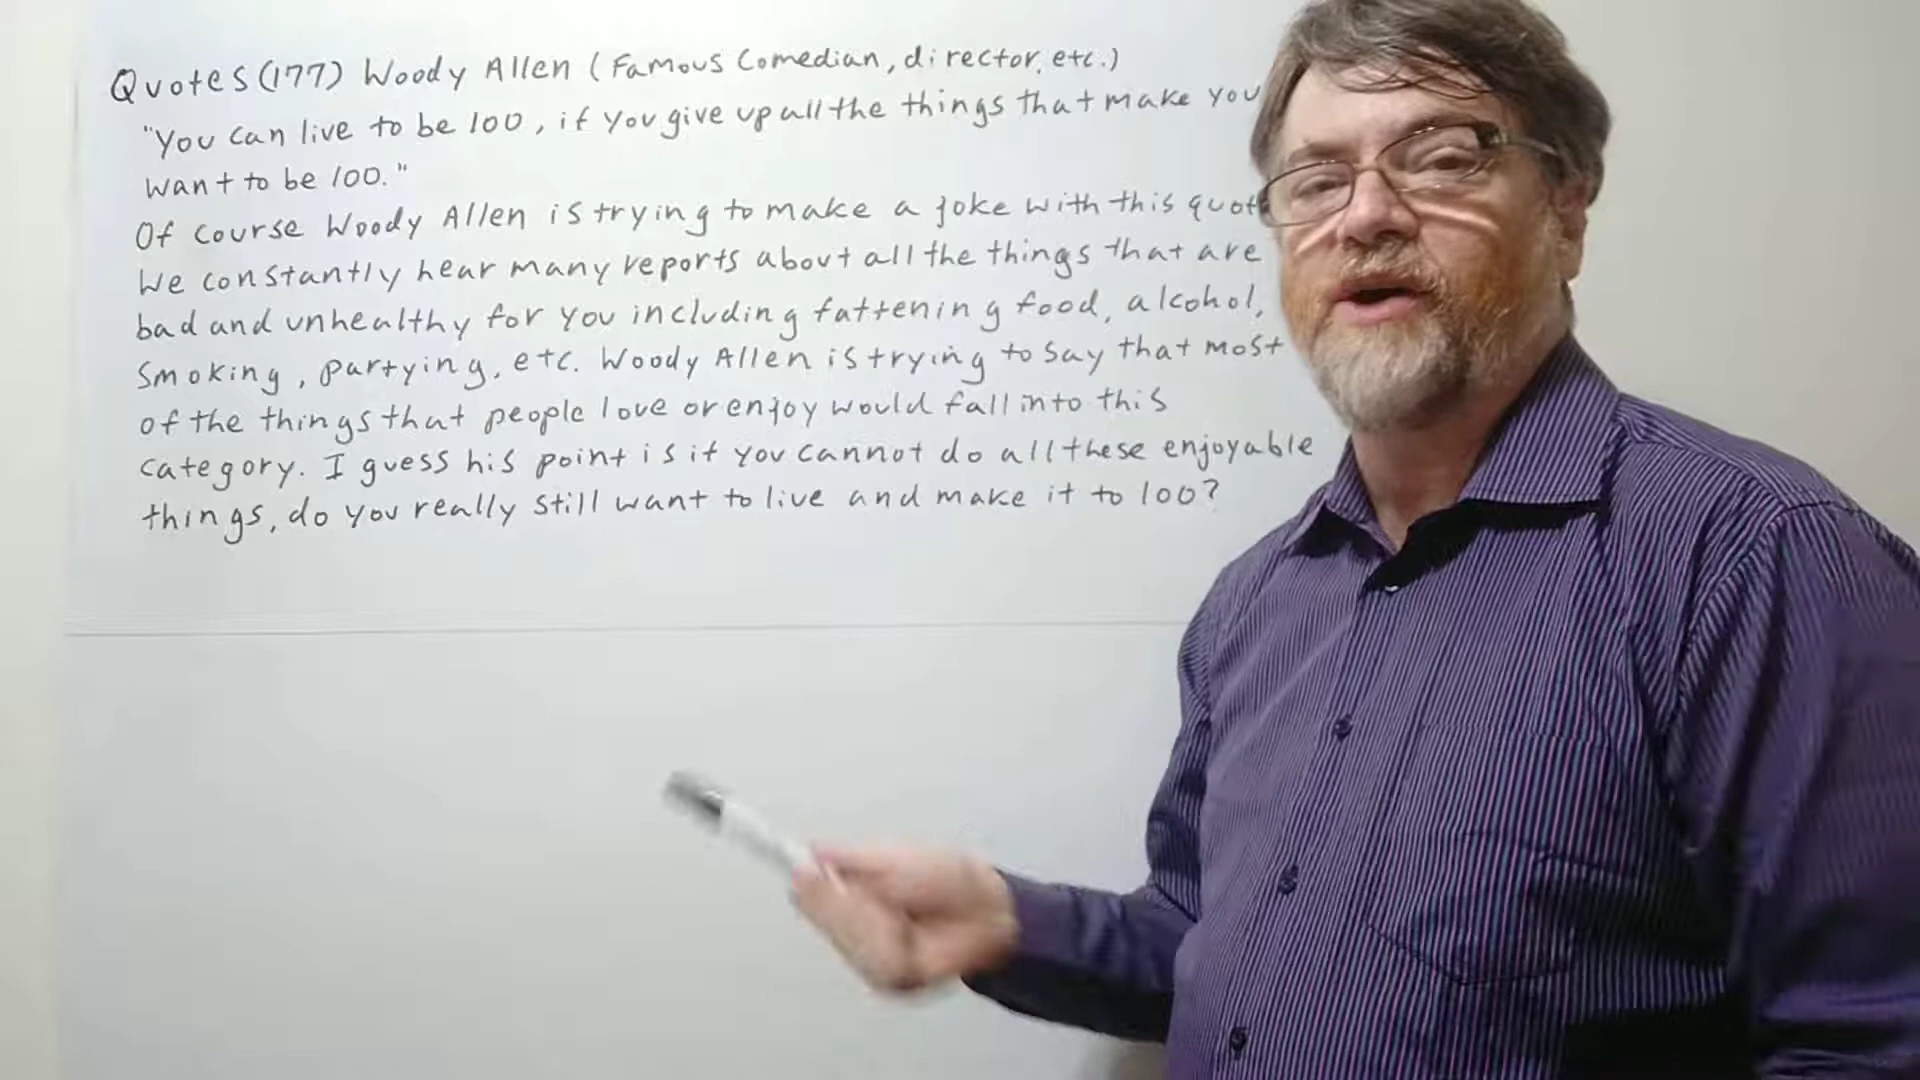 Quotes (177) Woody Allen (Famous Comedian, director, etc.)
"You can live to be 100, if you give up all the things that make you
want to be 100."
Of course Woody Allen is trying to make a joke with this quot
We constantly hear many reports about all the things that are
bad and unhealthy for you including fattening food, alcohol,
smoking, partying, etc. Woody Allen is trying to say that most
of the things that people love or enjoy would fall into this
category. I guess his point is if you cannot do all these enjoyable
things, do you really still want to live and make it to 100?